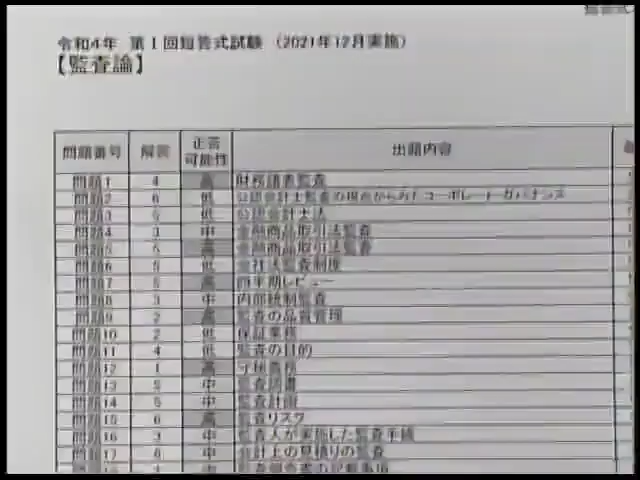 令和4年 第1回短答式試験 (2021年12月実施)
【監査論】
問題番号 解答 正答可能性 出題内容
問題1 4 高 財務諸表監査
問題2 6 低 公認会計士監査の視点からみたコーポレート・ガバナンス
問題3 5 低 公認会計士法
問題4 3 中 金融商品取引法監査
問題5 5 高 金融商品取引法監査
問題6 5 低 会社法監査制度
問題7 5 高 四半期レビュー
問題8 3 中 内部統制監査
問題9 2 高 監査の品質管理
問題10 2 低 保証業務
問題11 4 低 監査の目的
問題12 1 高 守秘義務
問題13 5 中 監査調書
問題14 5 中 監査計画
問題15 6 高 監査リスク
問題16 3 中 監査人が実施した監査手続
問題17 6 中 会計上の見積りの監査